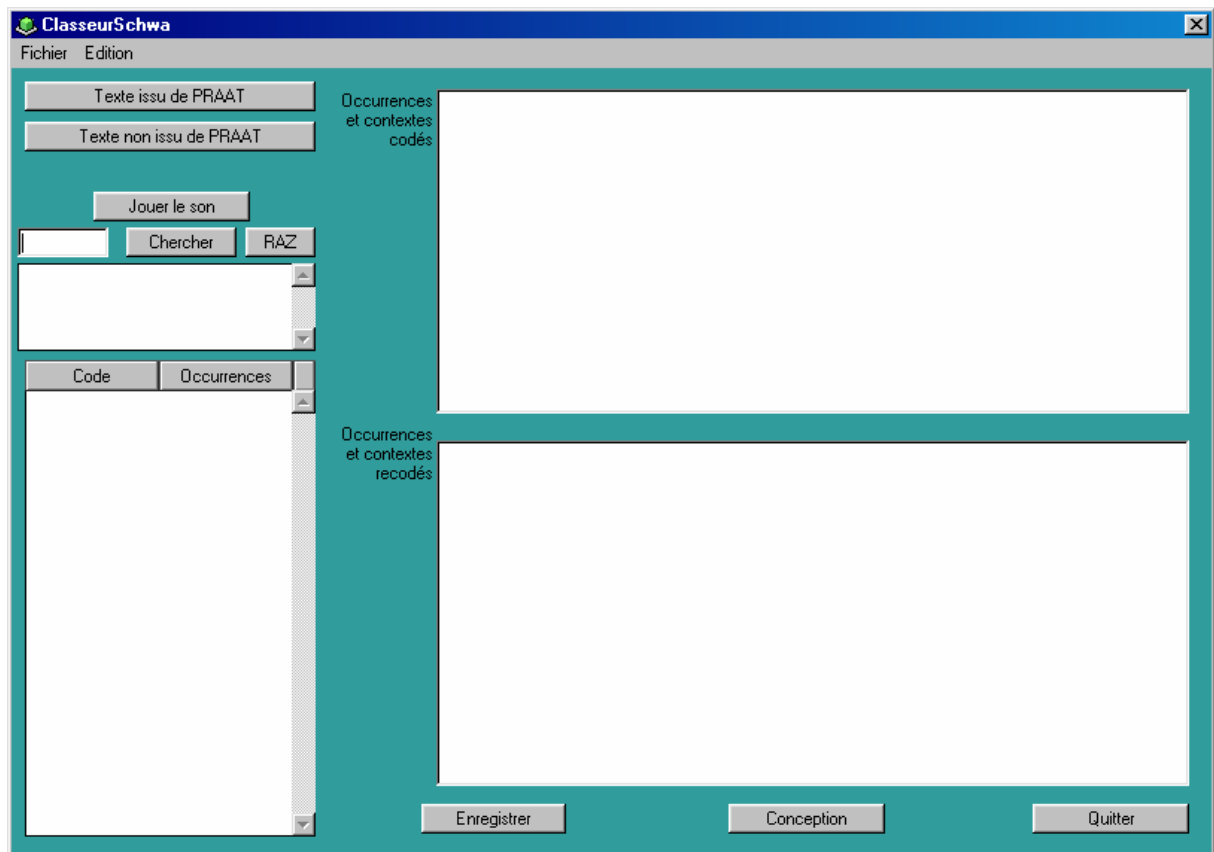 ClasseurSchwa
Fichier Edition
Texte issu de PRAAT
Texte non issu de PRAAT
Jouer le son
Chercher RAZ
Code Occurrences
Occurrences
et contextes
codés
Occurrences
et contextes
recodés
Enregistrer Conception Quitter